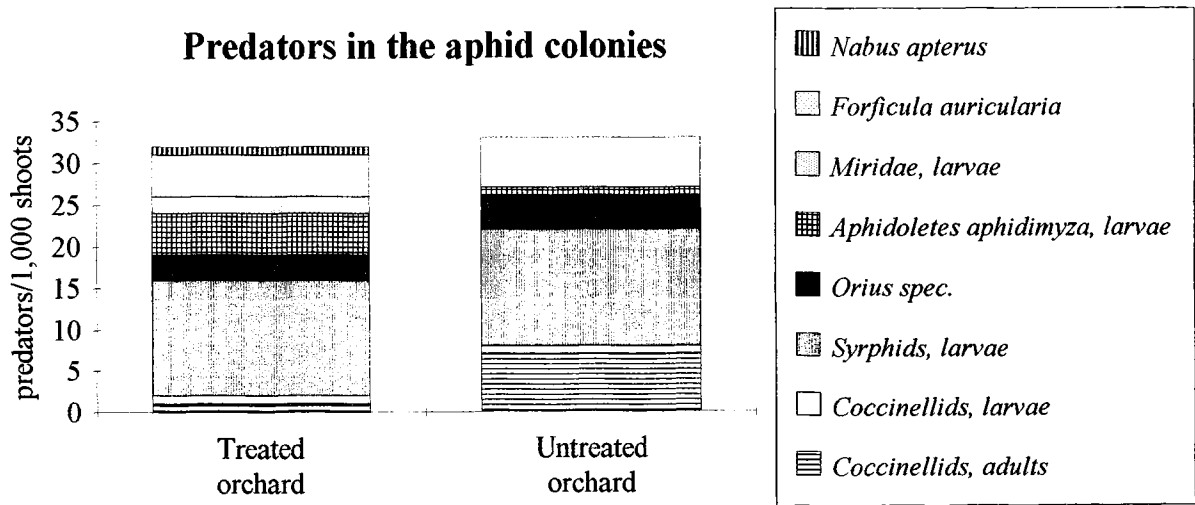 Predators in the aphid colonies
predators/1,000 shoots
35
30
25
20
15
10
5
0
Treated
orchard
Untreated
orchard
Nabus apterus
Forficula auricularia
Miridae, larvae
Aphidoletes aphidimyza, larvae
Orius spec.
Syrphids, larvae
Coccinellids, larvae
Coccinellids, adults